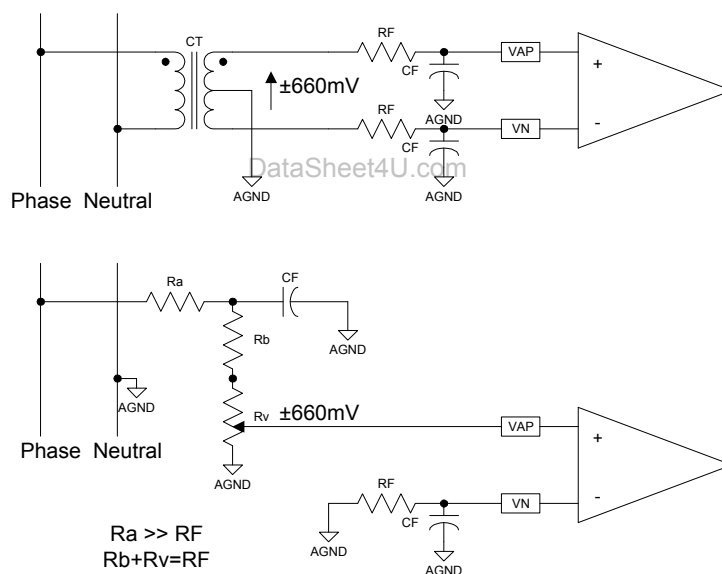 CT
RF
CF
VAP
+
±660mV
AGND
RF
CF
VN
-
DataSheet4U.com
AGND
AGND
Phase Neutral
Ra
CF
Rb
AGND
AGND
Rv
±660mV
VAP
+
Phase Neutral
AGND
RF
CF
VN
-
AGND
AGND
Ra >> RF
Rb+Rv=RF